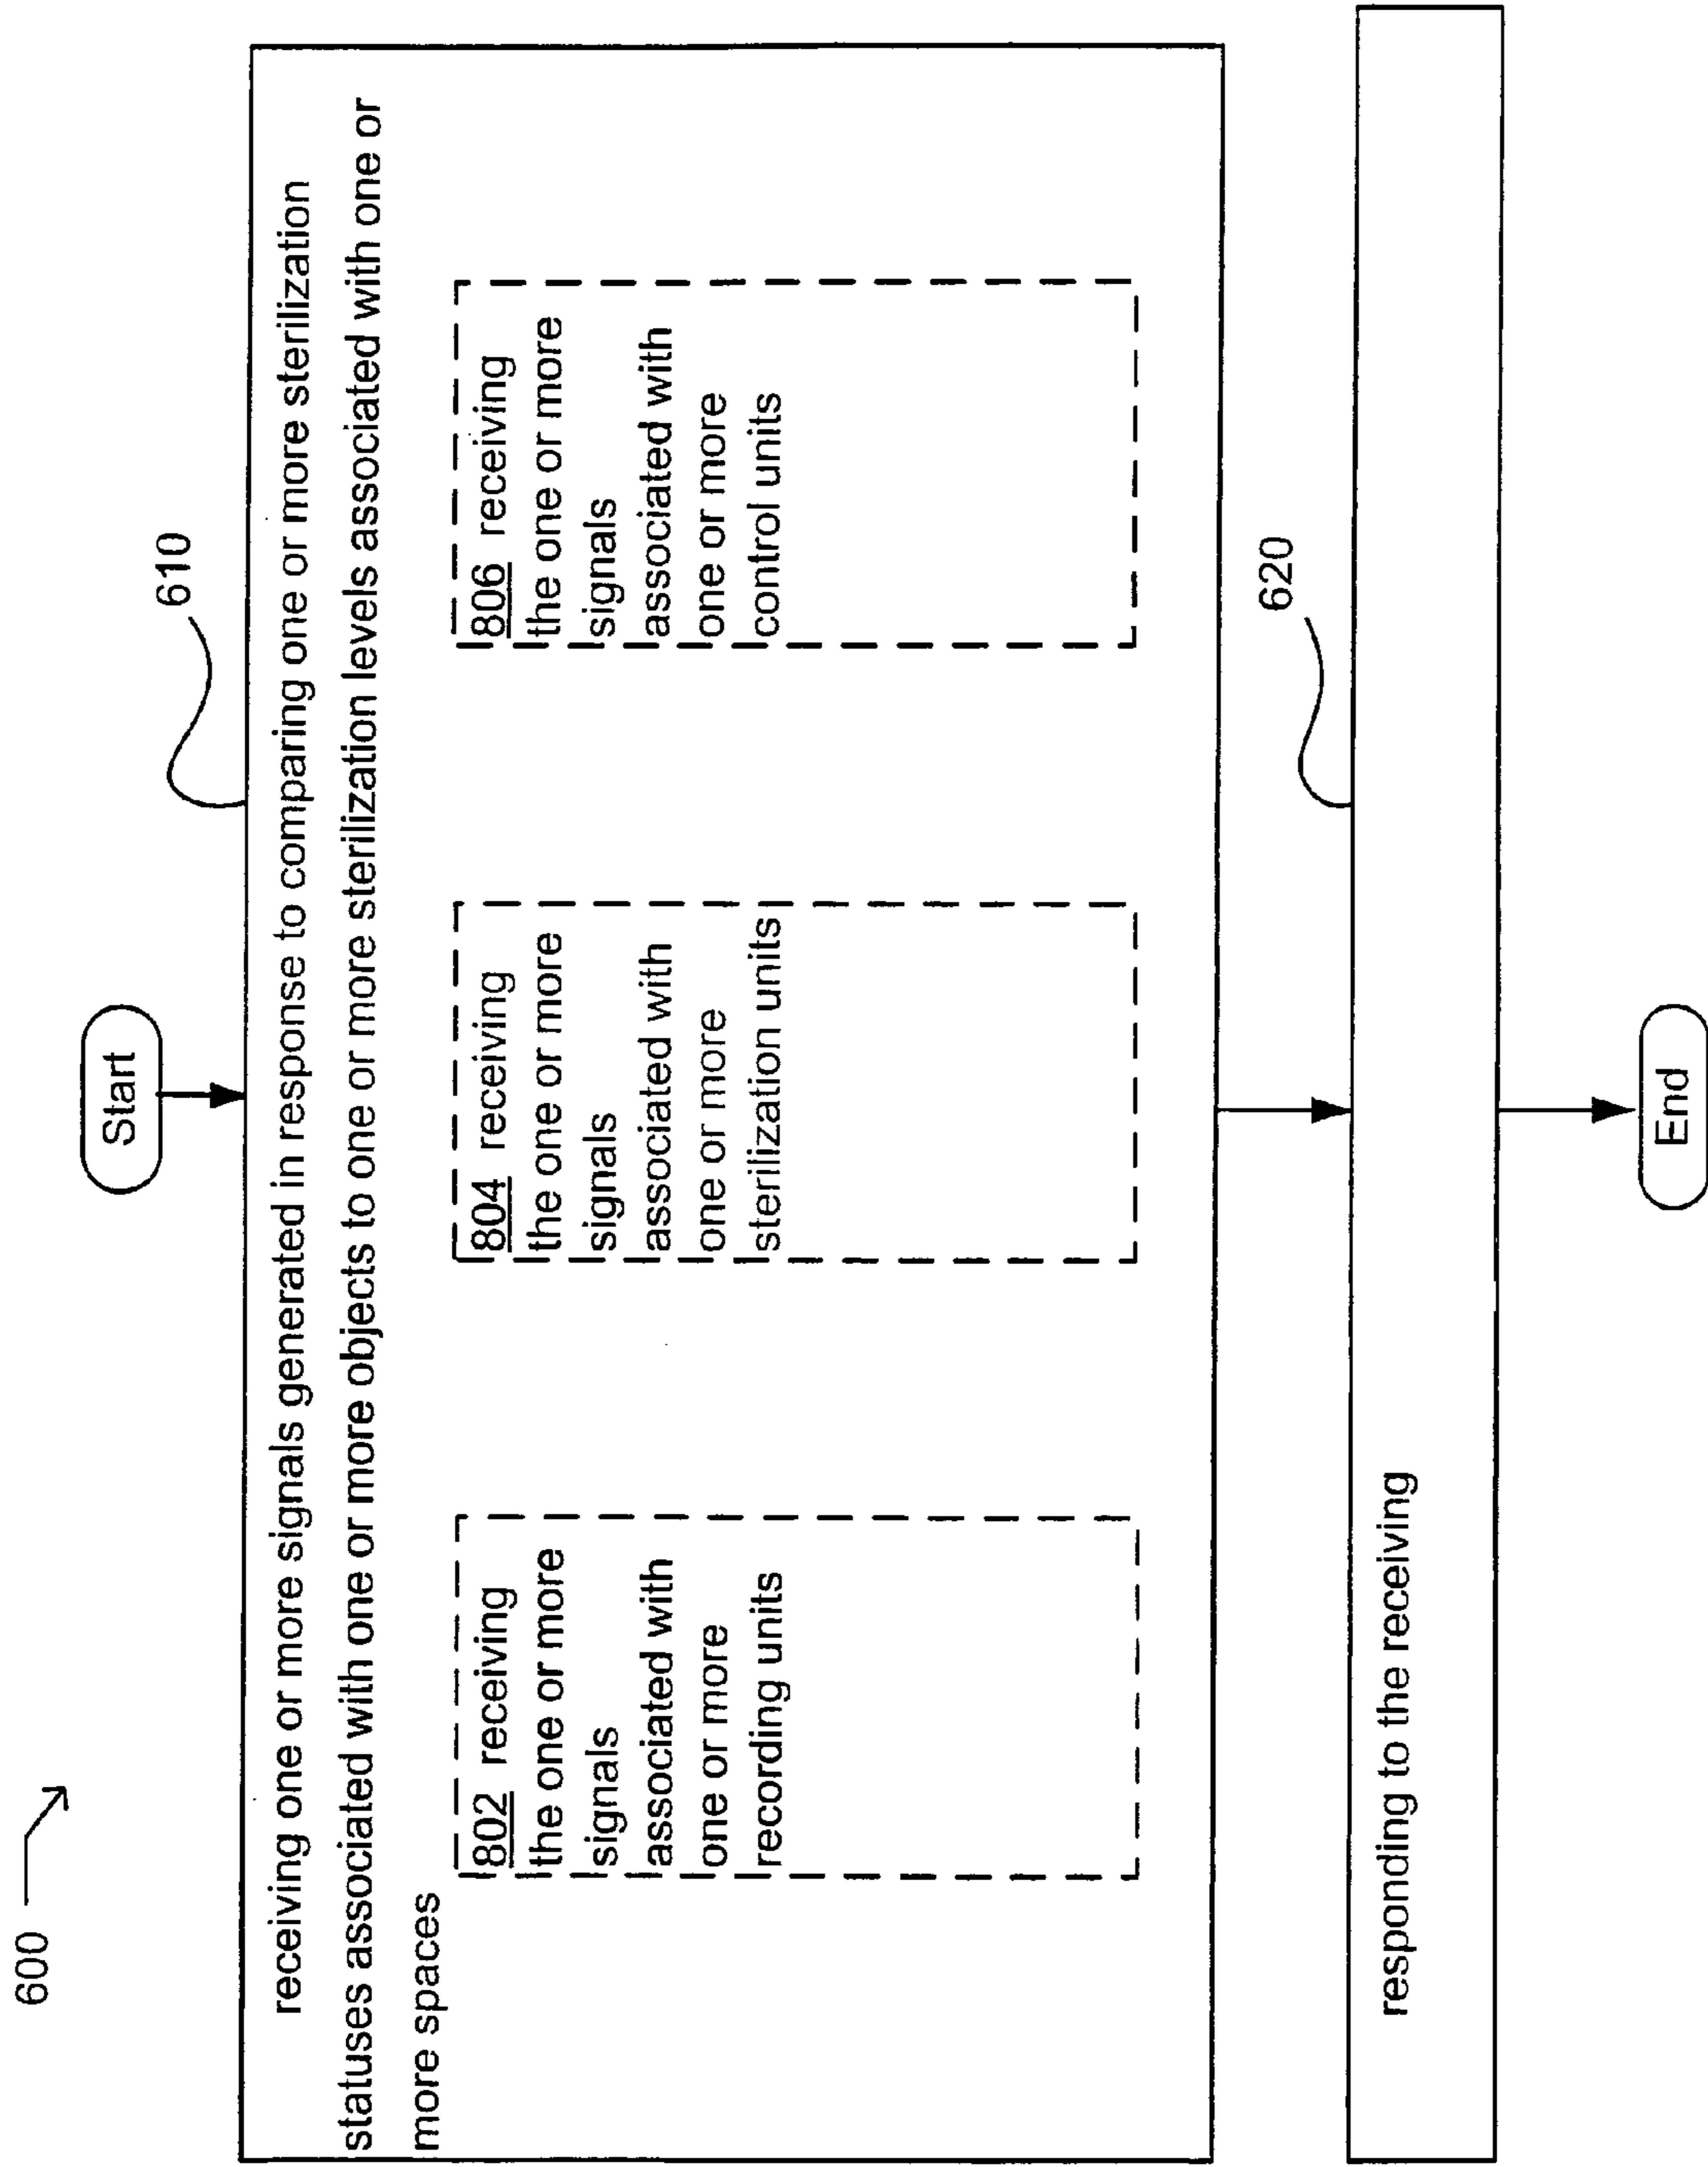 600
Start
610
receiving one or more signals generated in response to comparing one or more sterilization
statuses associated with one or more objects to one or more sterilization levels associated with one or
more spaces
802 receiving
the one or more
signals
associated with
one or more
recording units
804 receiving
the one or more
signals
associated with
one or more
sterilization units
806 receiving
the one or more
signals
associated with
one or more
control units
620
responding to the receiving
End